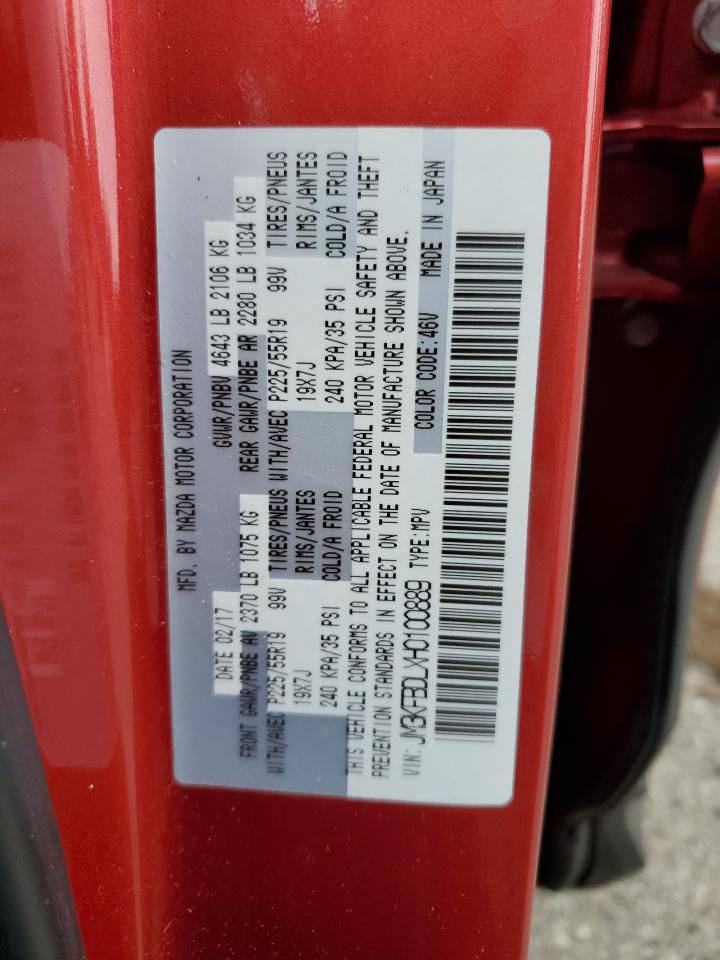 MFD. BY MAZDA MOTOR CORPORATION
DATE 02/17 GVWR/PNBV 4643 LB 2106 KG
FRONT GAWR/PNBE AV 2370 LB 1075 KG REAR GAWR/PNBE AR 2280 LB 1034 KG
WITH/AVEC P225/55R19 99V TIRES/PNEUS WITH/AVEC P225/55R19 99V TIRES/PNEUS
19X7J RIMS/JANTES 19X7J RIMS/JANTES
240 KPA/35 PSI COLD/A FROID 240 KPA/35 PSI COLD/A FROID
THIS VEHICLE CONFORMS TO ALL APPLICABLE FEDERAL MOTOR VEHICLE SAFETY AND THEFT
PREVENTION STANDARDS IN EFFECT ON THE DATE OF MANUFACTURE SHOWN ABOVE.
VIN: JM3KFBDLXH0100889 TYPE:MPV COLOR CODE:46V MADE IN JAPAN